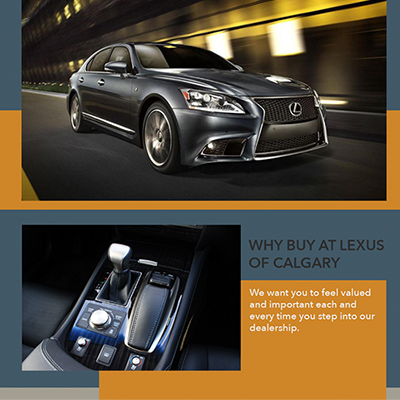 WHY BUY AT LEXUS
OF CALGARY
We want you to feel valued
and important each and
every time you step into our
dealership.